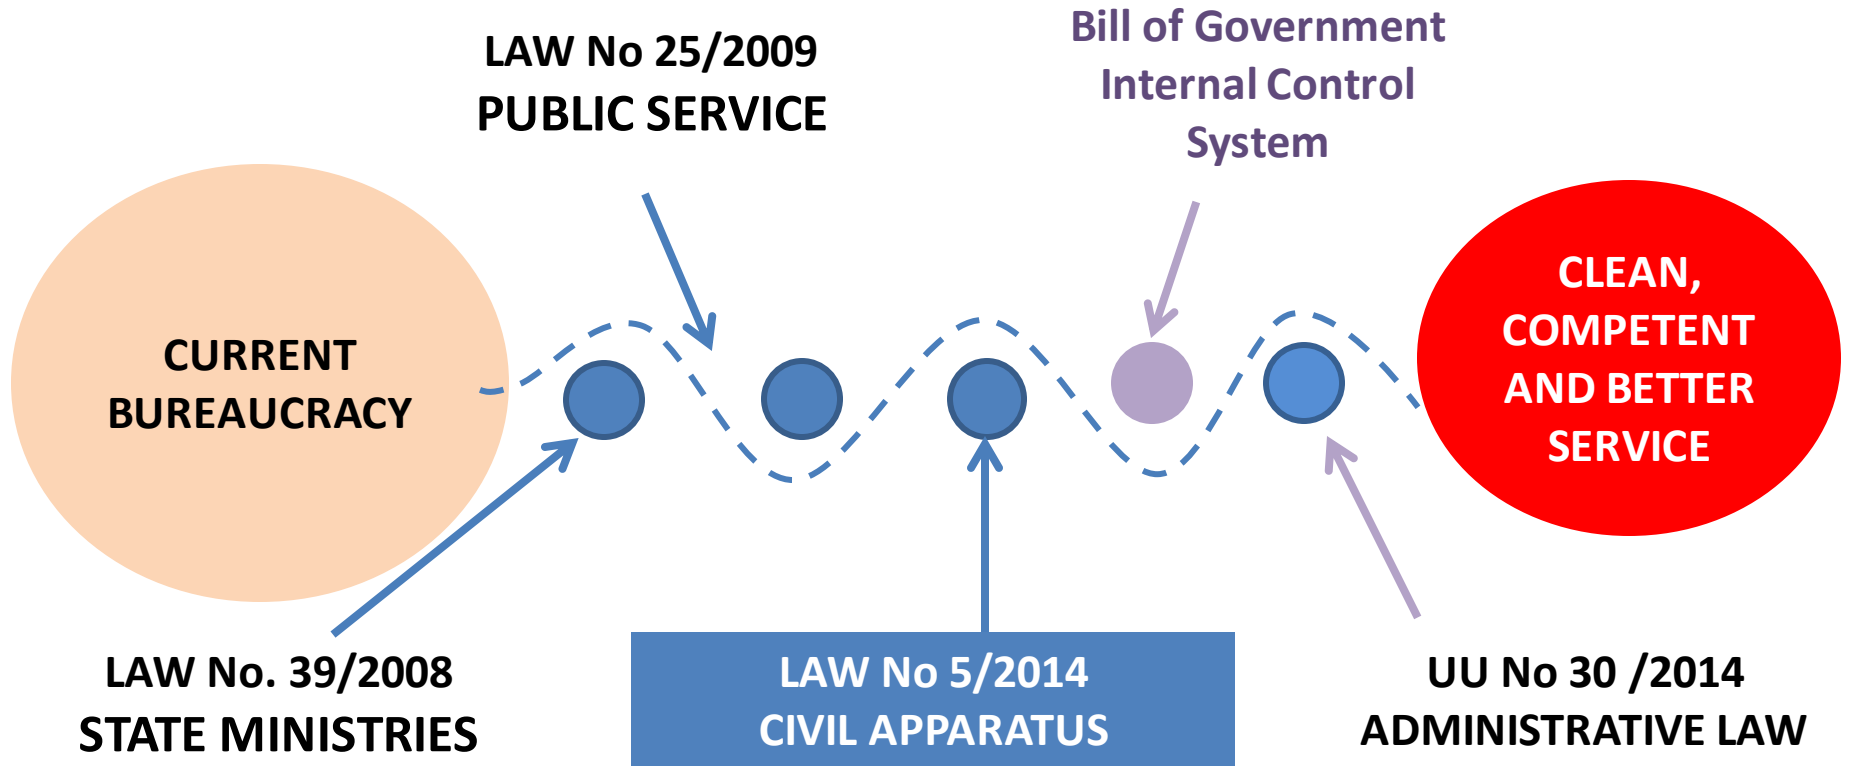 LAW No 25/2009
PUBLIC SERVICE
Bill of Government
Internal Control
System
CURRENT
BUREAUCRACY
CLEAN,
COMPETENT
AND BETTER
SERVICE
LAW No. 39/2008
STATE MINISTRIES
LAW No 5/2014
CIVIL APPARATUS
UU No 30 /2014
ADMINISTRATIVE LAW